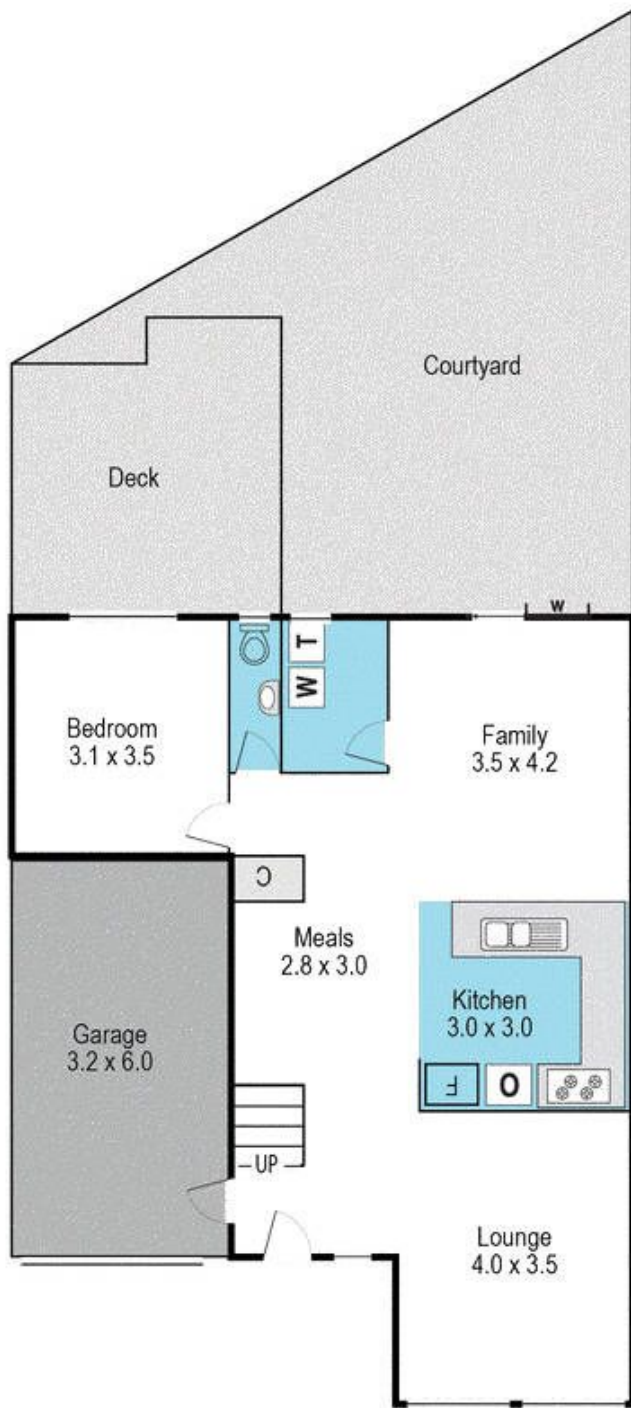 Courtyard
Deck
W
T
W
Bedroom
3.1 x 3.5
Family
3.5 x 4.2
C
Meals
2.8 x 3.0
Kitchen
3.0 x 3.0
Garage
3.2 x 6.0
F
O
UP
Lounge
4.0 x 3.5